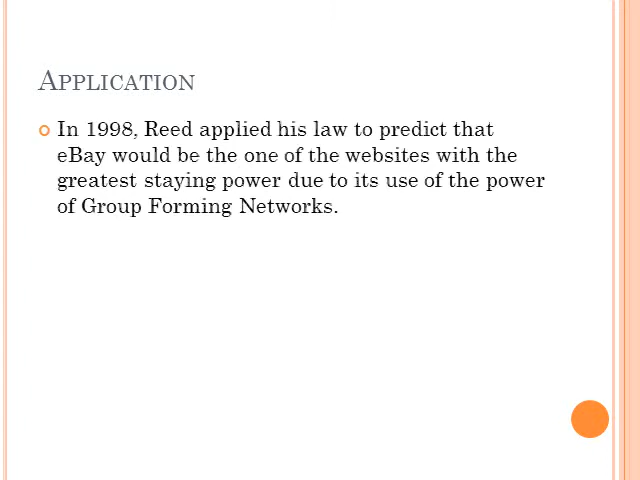 APPLICATION
In 1998, Reed applied his law to predict that
eBay would be the one of the websites with the
greatest staying power due to its use of the power
of Group Forming Networks.